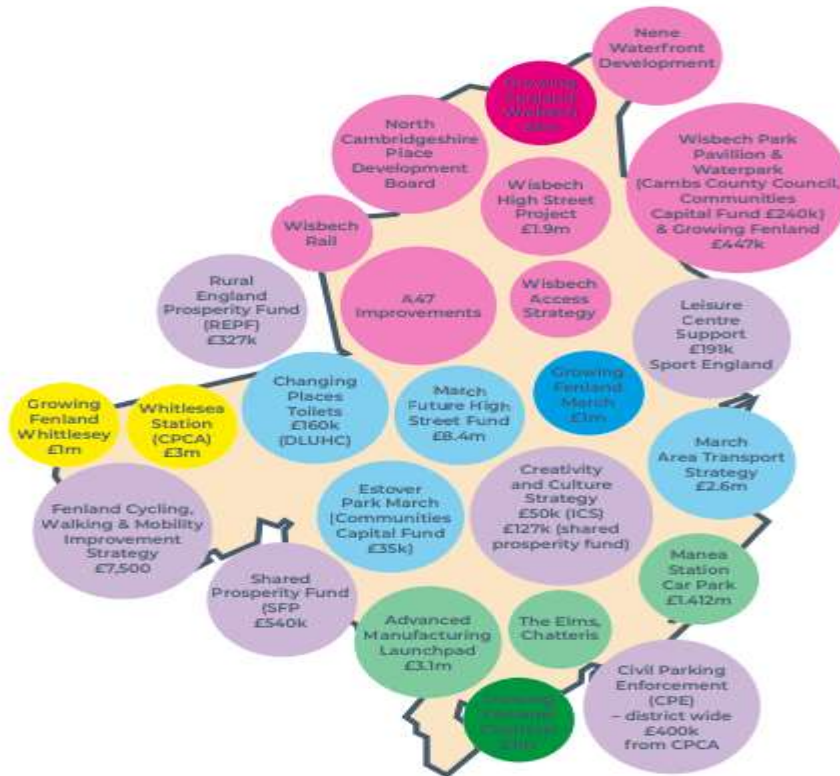 Nene
Waterfront
Development
Growing
Fenland
Wisbech
North
Cambridgeshire
Place
Development
Board
Wisbech
High Street
Project
£1.9m
Wisbech Park
Pavillion &
Waterpark
(Cambs County Council,
Communities
Capital Fund £240k)
& Growing Fenland
£447k
Wisbech
Rail
Rural
England
Prosperity Fund
(REPF)
£327k
A47
Improvements
Wisbech
Access
Strategy
Leisure
Centre
Support
£191k
Sport England
Growing
Fenland
Whittlesey
£1m
Whitlesea
Station
(CPCA)
£3m
Changing
Places
Toilets
£160k
(DLUHC)
March
Future High
Street Fund
£8.4m
Growing
Fenland
March
£1m
March
Area Transport
Strategy
£2.6m
Fenland Cycling,
Walking & Mobility
Improvement
Strategy
£7,500
Estover
Park March
(Communities
Capital Fund
£35k)
Creativity
and Culture
Strategy
£50k (ICS)
£127k (shared
prosperity fund)
Shared
Prosperity Fund
(SFP
£540k
Manea
Station
Car Park
£1.412m
Advanced
Manufacturing
Launchpad
£3.1m
The Elms,
Chatteris
Growing
Fenland
Chatteris
Civil Parking
Enforcement
(CPE)
– district wide
£400k
from CPCA